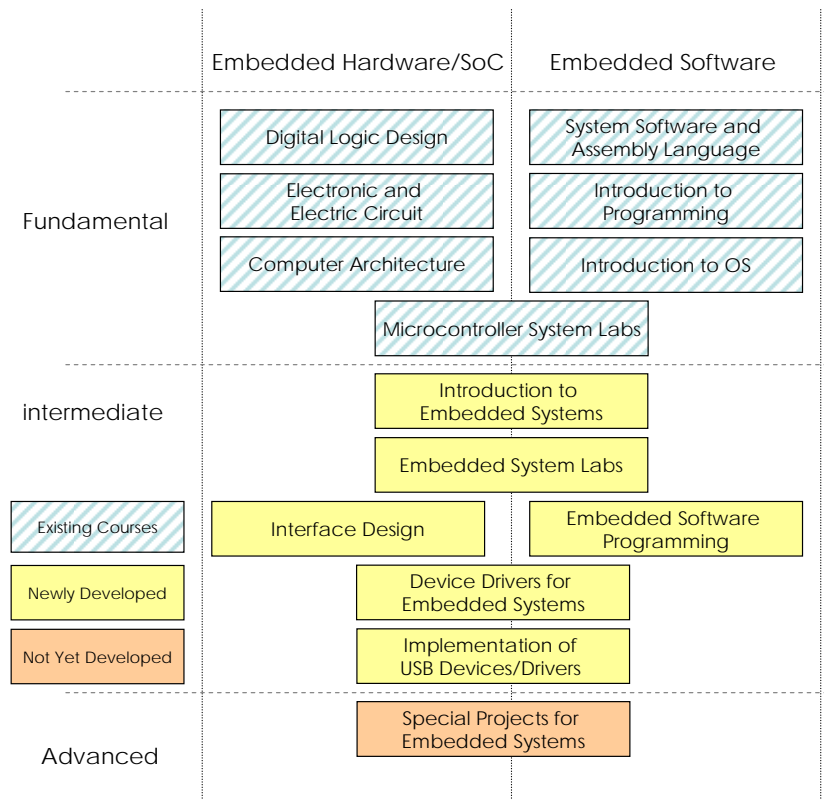 Embedded Hardware/SoC
Embedded Software
Fundamental
Digital Logic Design
System Software and
Assembly Language
Electronic and
Electric Circuit
Introduction to
Programming
Computer Architecture
Introduction to OS
Microcontroller System Labs
intermediate
Introduction to
Embedded Systems
Embedded System Labs
Interface Design
Embedded Software
Programming
Device Drivers for
Embedded Systems
Implementation of
USB Devices/Drivers
Existing Courses
Newly Developed
Not Yet Developed
Advanced
Special Projects for
Embedded Systems